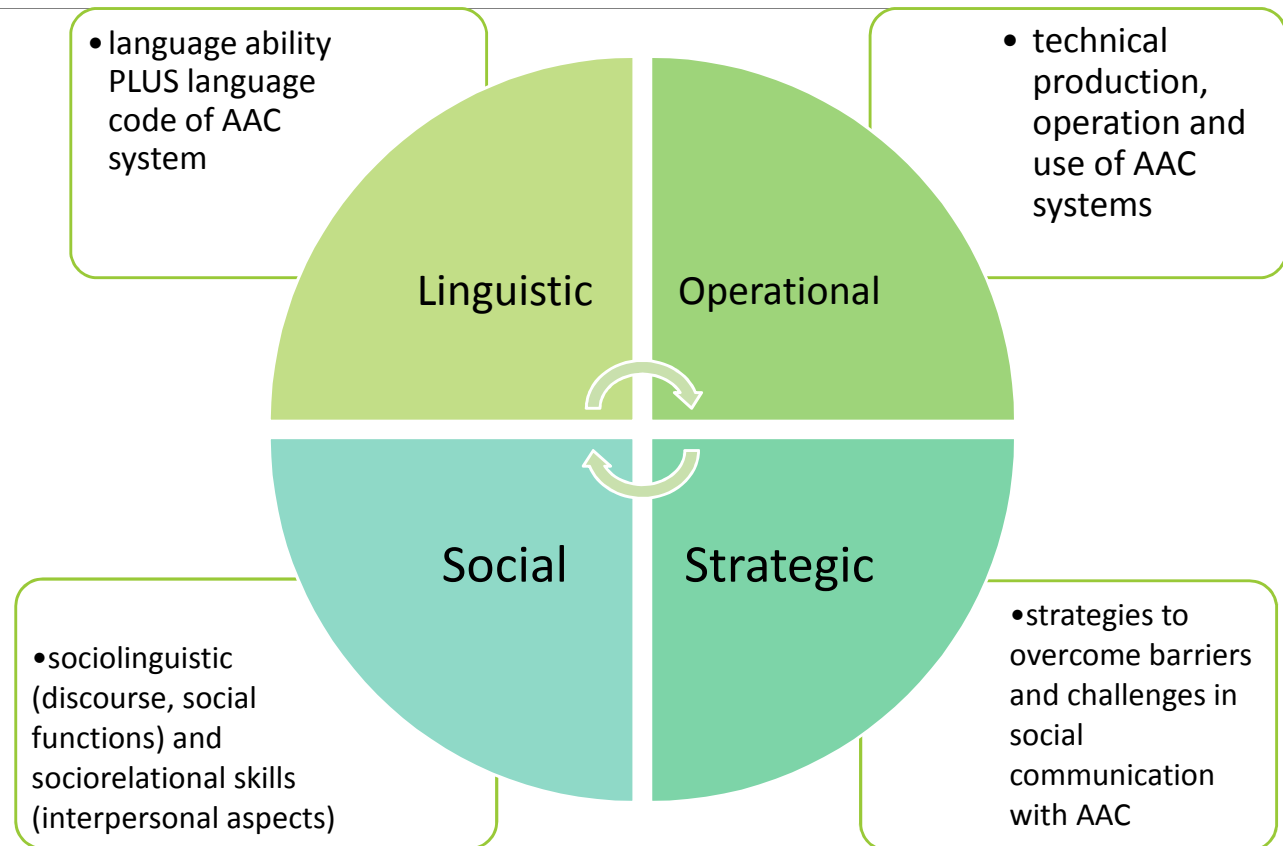 • language ability
PLUS language
code of AAC
system
• technical
production,
operation and
use of AAC
systems
Linguistic
Operational
Social
Strategic
•sociolinguistic
(discourse, social
functions) and
sociorelational skills
(interpersonal aspects)
•strategies to
overcome barriers
and challenges in
social
communication
with AAC